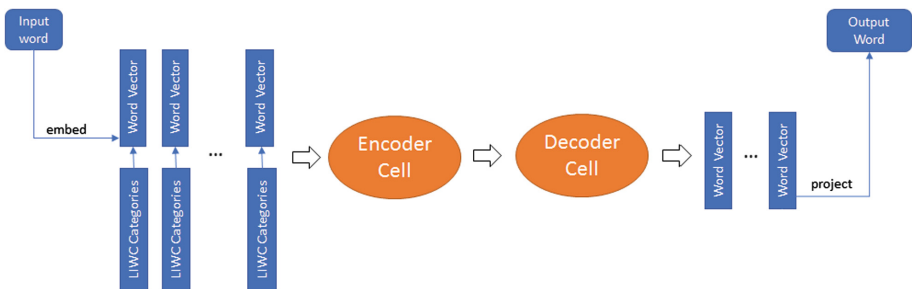 Input
word
embed
Word Vector
Word Vector
...
Word Vector
LIWC Categories
LIWC Categories
LIWC Categories
Encoder
Cell
Decoder
Cell
Word Vector
...
Word Vector
project
Output
Word